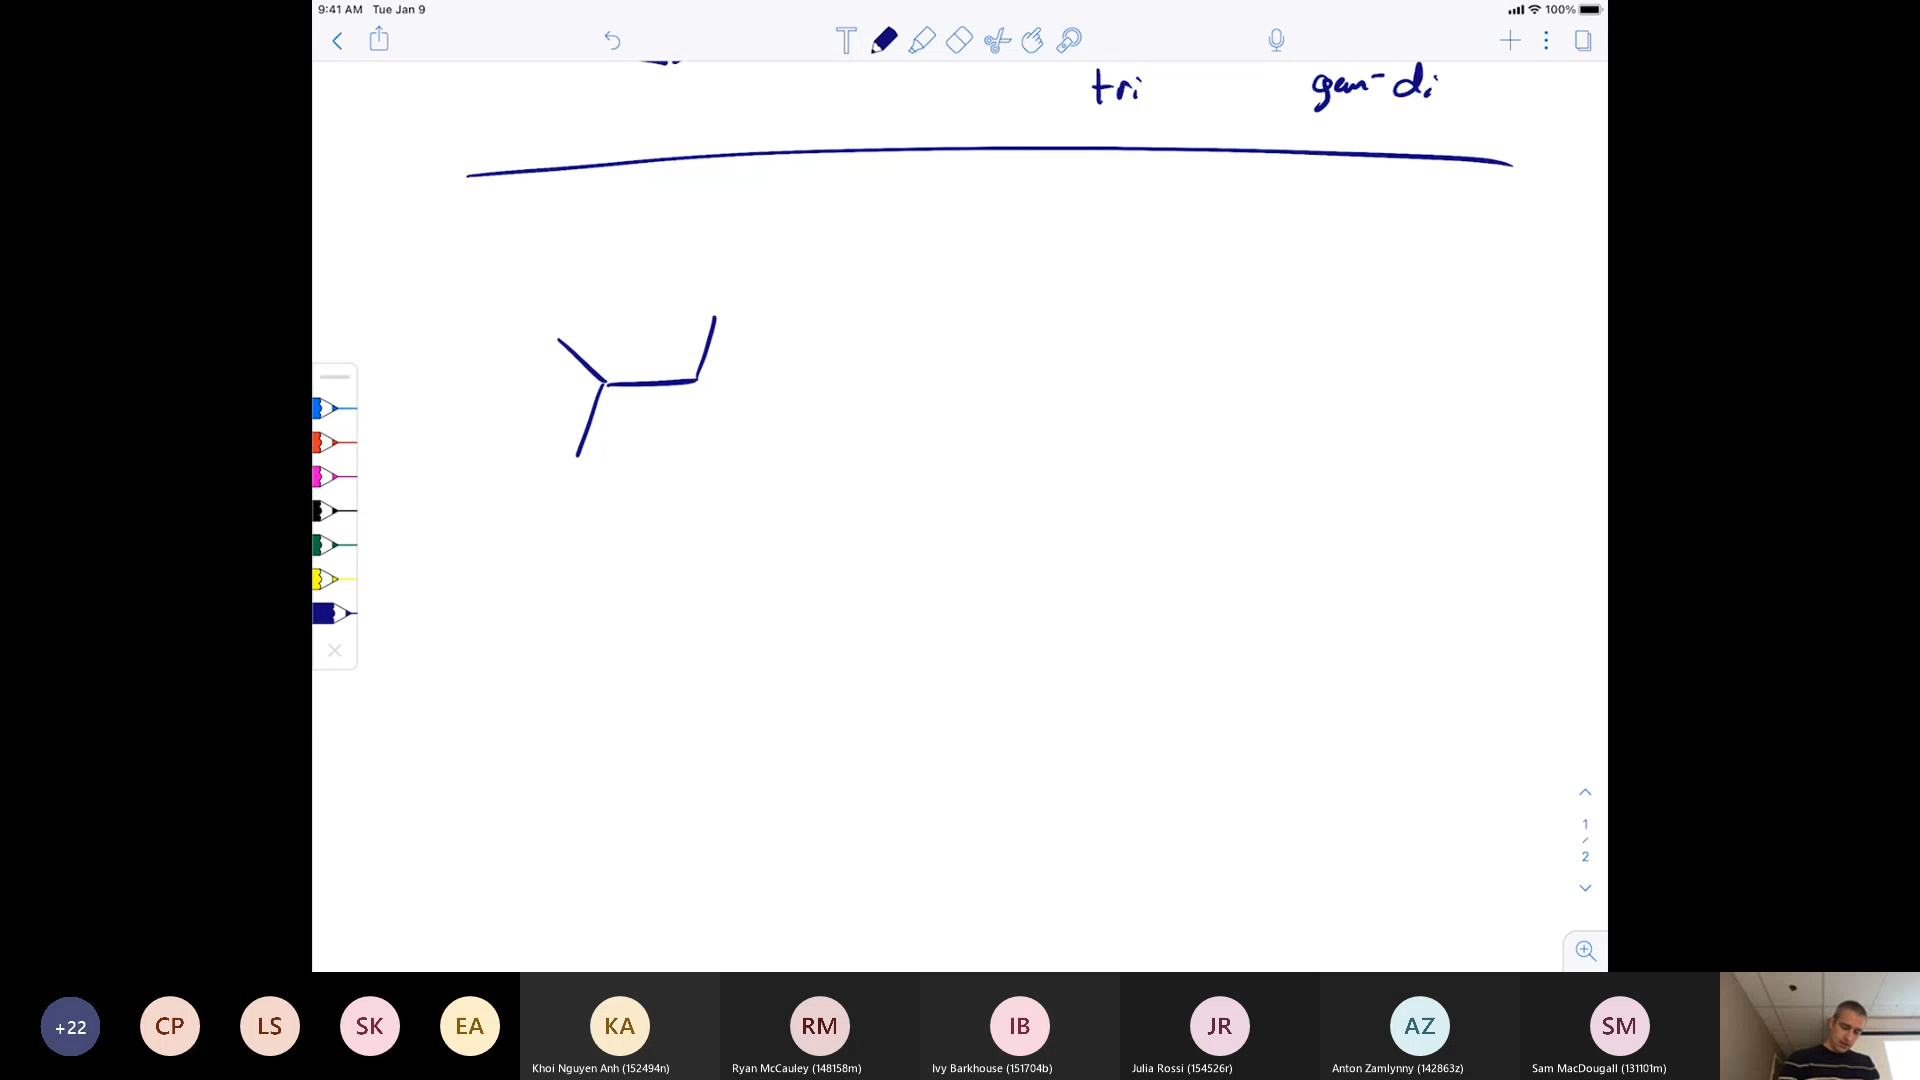 9:41 AM Tue Jan 9
100%
T
tri
gem- di
1
2
+22
CP
LS
SK
EA
KA
RM
IB
JR
AZ
SM
Khoi Nguyen Anh (152494n)
Ryan McCauley (148158m)
Ivy Barkhouse (151704b)
Julia Rossi (154526r)
Anton Zamlynny (142863z)
Sam MacDougall (131101m)